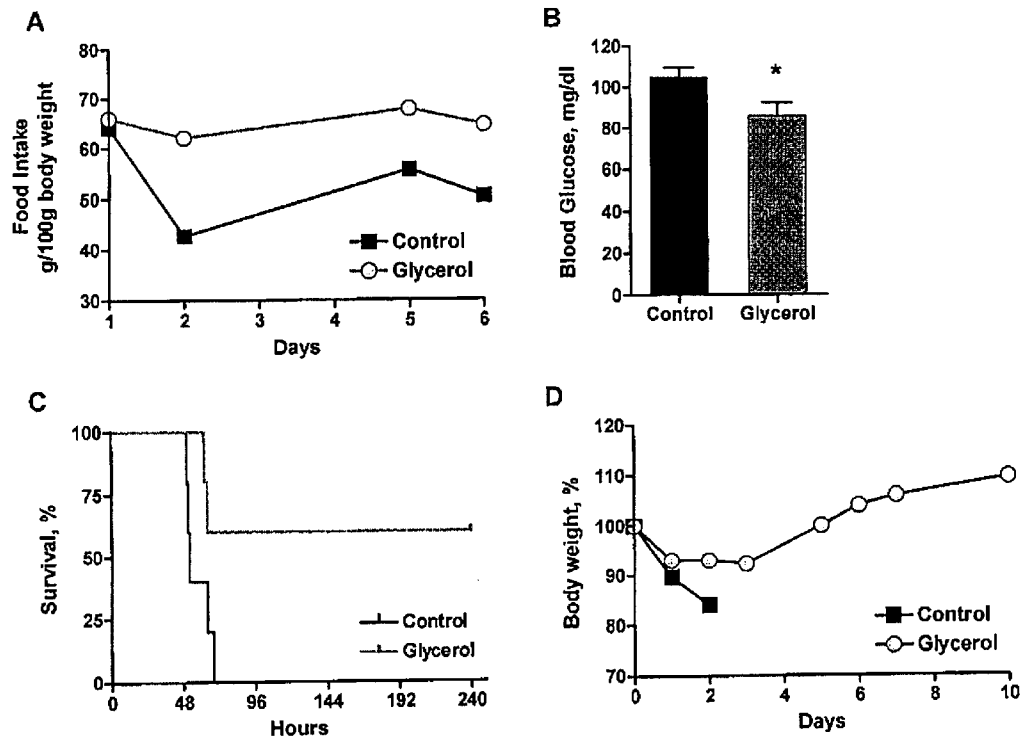 A
Food Intake
g/100g body weight
80
70
60
50
40
30
1 2 3 4 5 6
Days
Control
Glycerol
B
Blood Glucose, mg/dl
120
100
80
60
40
20
0
*
Control Glycerol
C
Survival, %
100
75
50
25
0
0 48 96 144 192 240
Hours
Control
Glycerol
D
Body weight, %
120
110
100
90
80
70
0 2 4 6 8 10
Days
Control
Glycerol